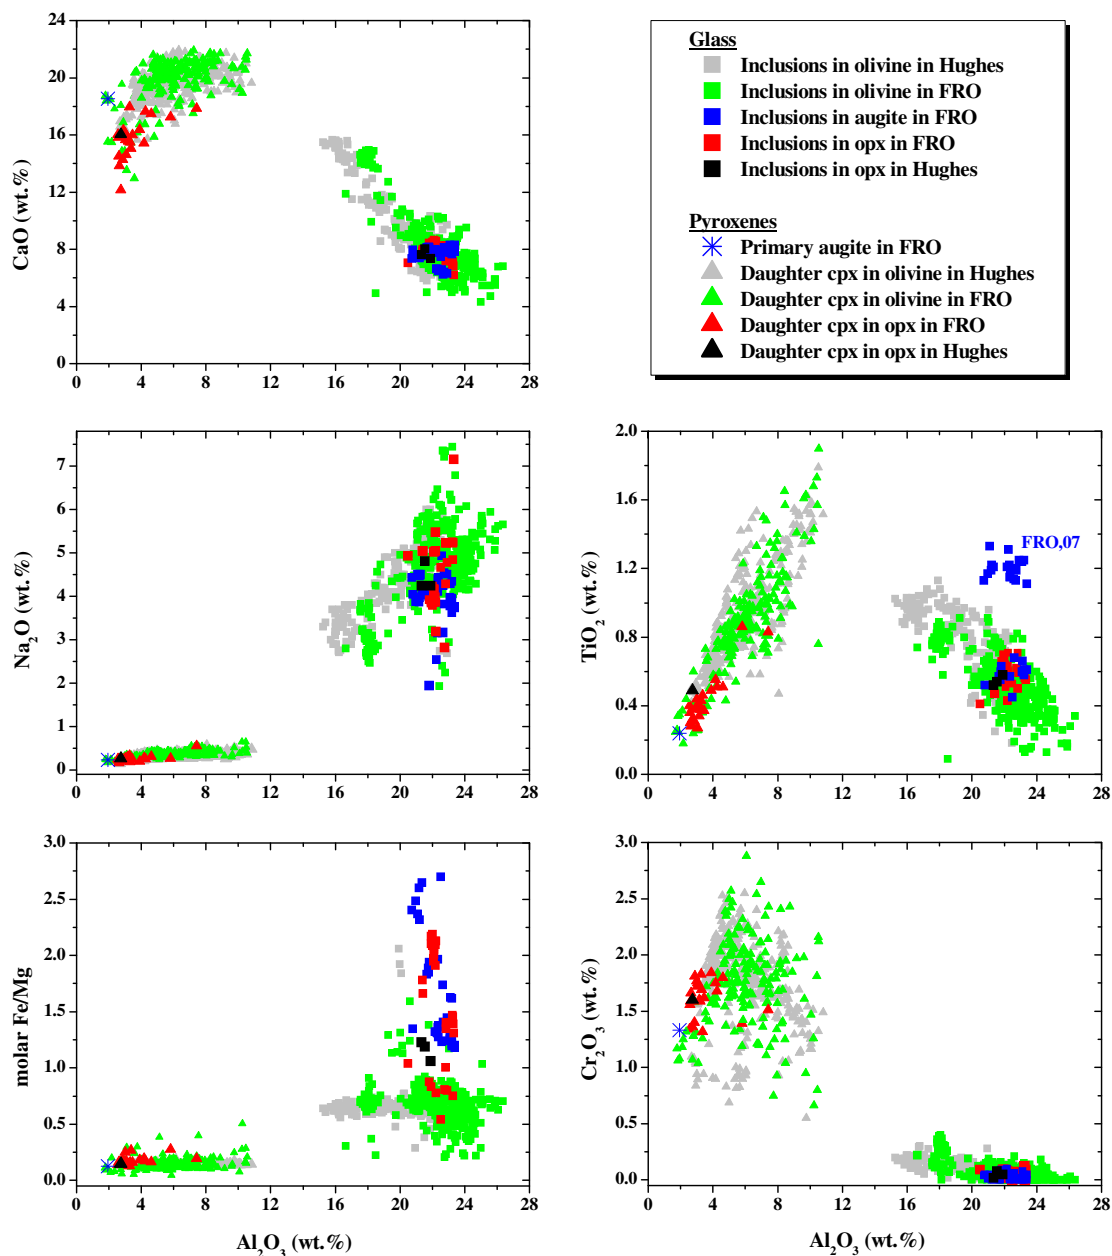 24
20
16
12
8
4
0
CaO (wt.%)
0 4 8 12 16 20 24 28
Glass
Inclusions in olivine in Hughes
Inclusions in olivine in FRO
Inclusions in augite in FRO
Inclusions in opx in FRO
Inclusions in opx in Hughes
Pyroxenes
Primary augite in FRO
Daughter cpx in olivine in Hughes
Daughter cpx in olivine in FRO
Daughter cpx in opx in FRO
Daughter cpx in opx in Hughes
7
6
5
4
3
2
1
0
Na₂O (wt.%)
0 4 8 12 16 20 24 28
2.0
1.6
1.2
0.8
0.4
0.0
TiO₂ (wt.%)
FRO,07
0 4 8 12 16 20 24 28
3.0
2.5
2.0
1.5
1.0
0.5
0.0
molar Fe/Mg
0 4 8 12 16 20 24 28
Al₂O₃ (wt.%)
3.0
2.5
2.0
1.5
1.0
0.5
0.0
Cr₂O₃ (wt.%)
0 4 8 12 16 20 24 28
Al₂O₃ (wt.%)